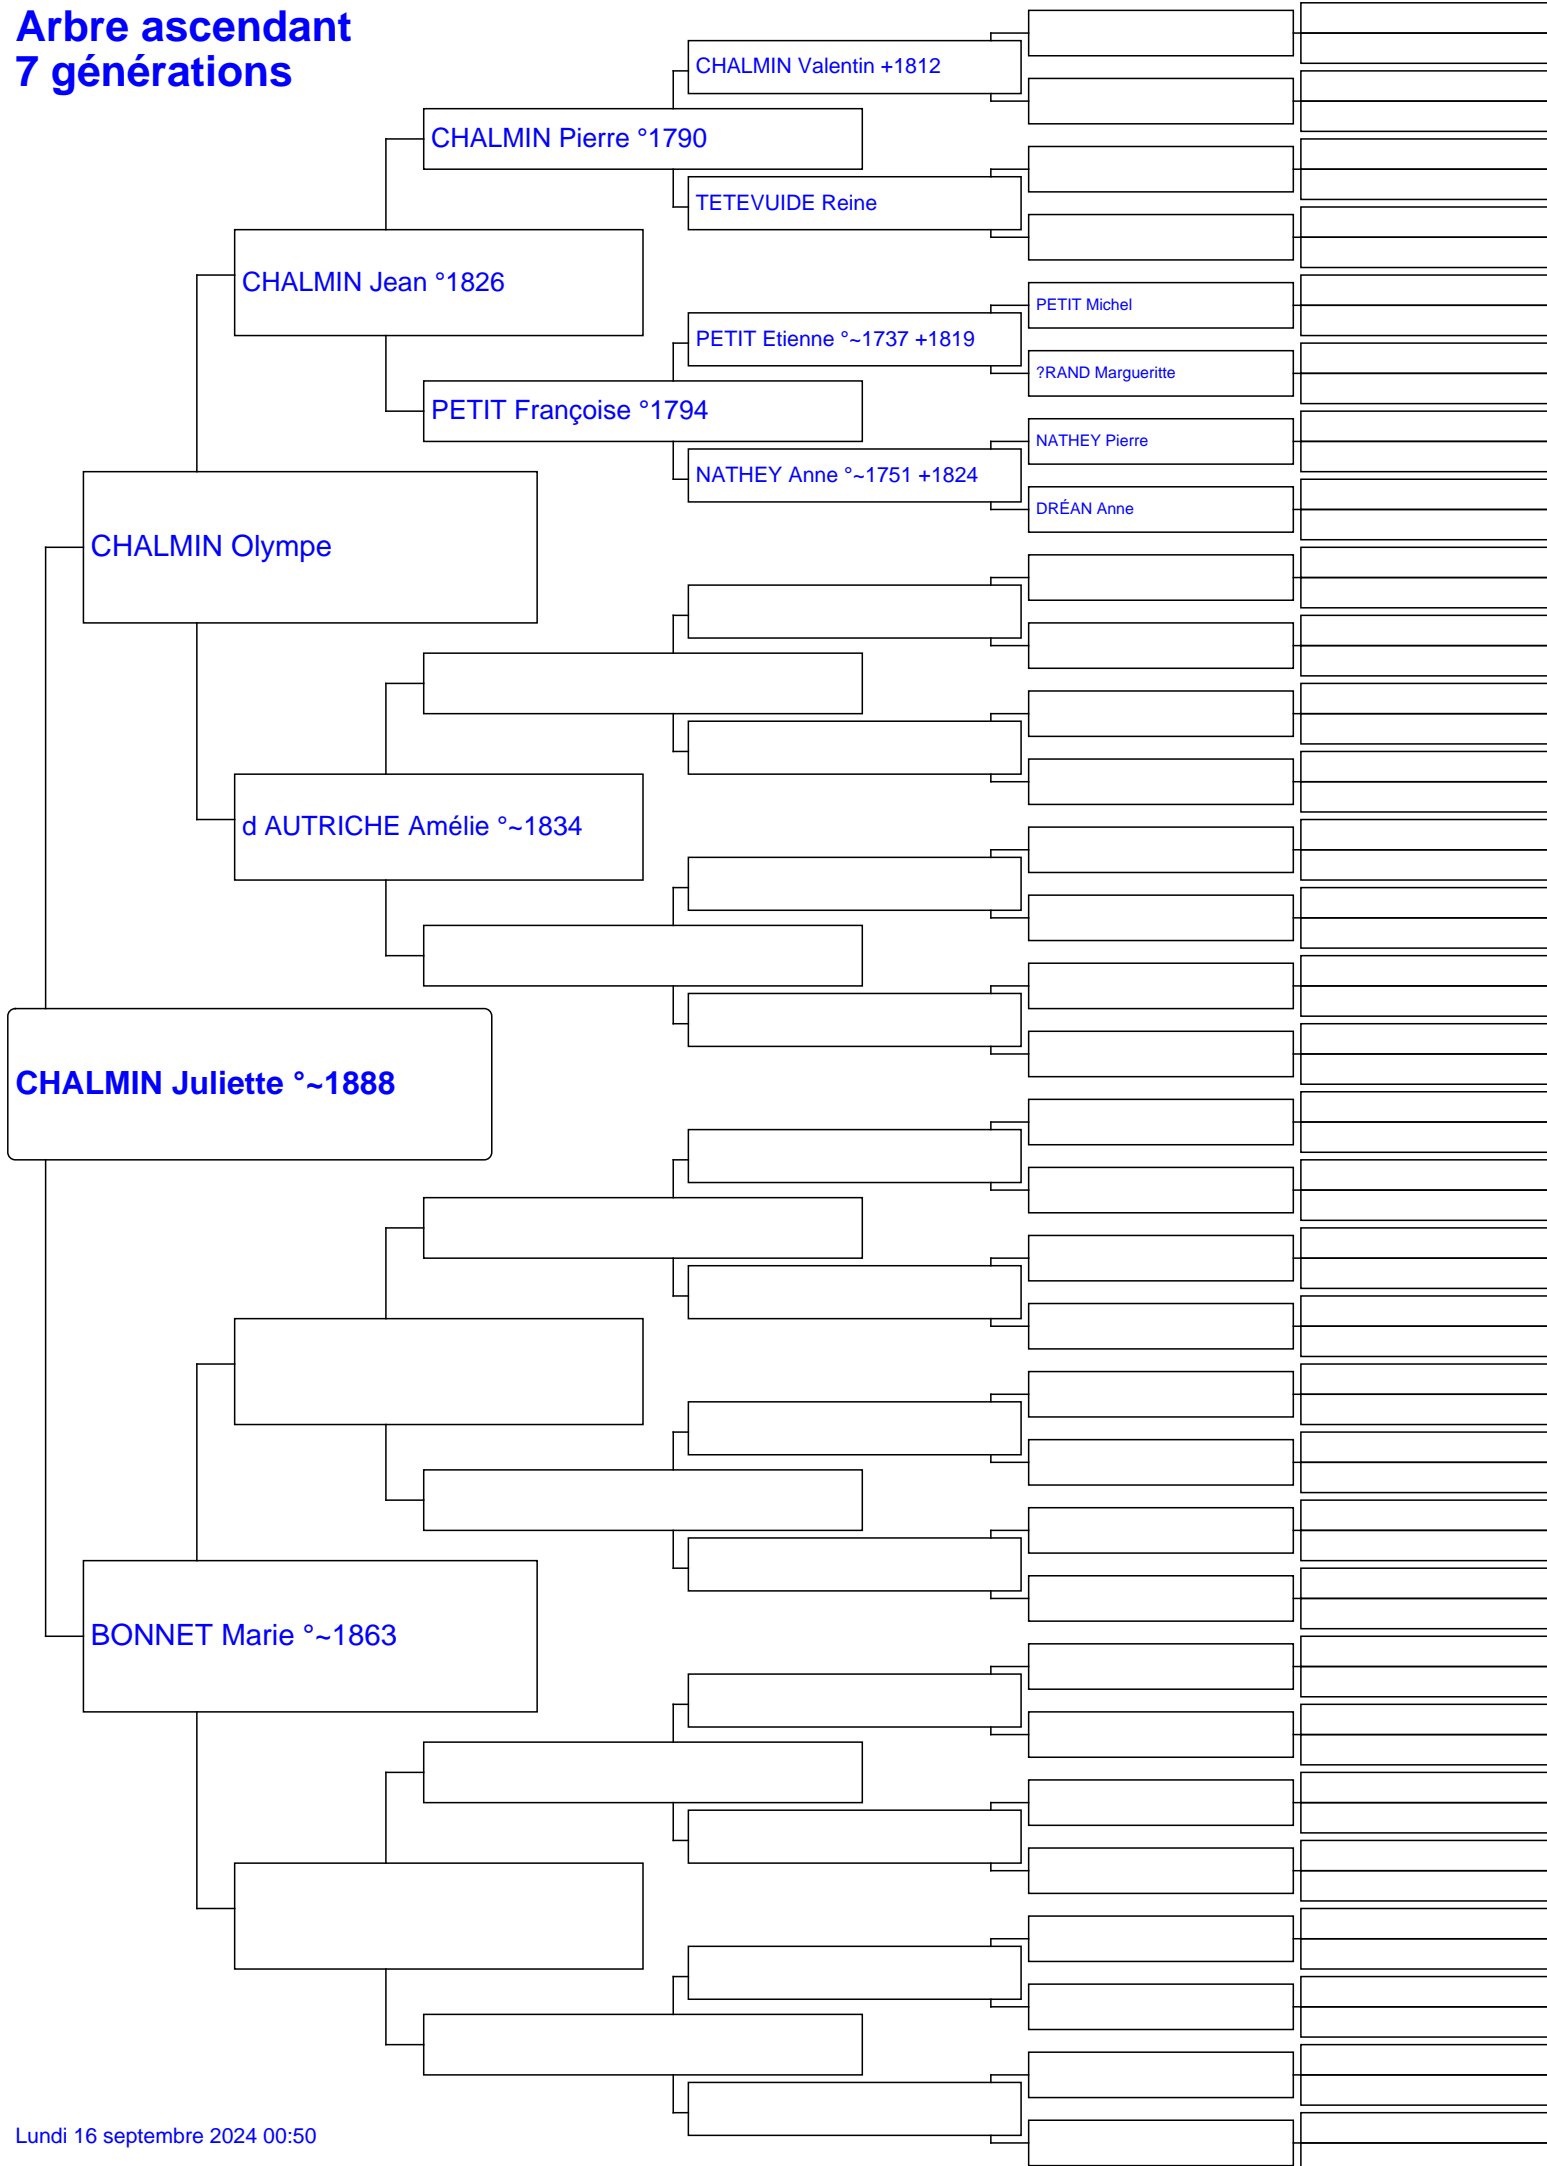 Arbre ascendant
7 générations
CHALMIN Valentin +1812
CHALMIN Pierre °1790
TETEVUIDE Reine
CHALMIN Jean °1826
PETIT Michel
PETIT Etienne °~1737 +1819
?RAND Margueritte
PETIT Françoise °1794
NATHEY Pierre
NATHEY Anne °~1751 +1824
DRÉAN Anne
CHALMIN Olympe
d AUTRICHE Amélie °~1834
CHALMIN Juliette °~1888
BONNET Marie °~1863
Lundi 16 septembre 2024 00:50